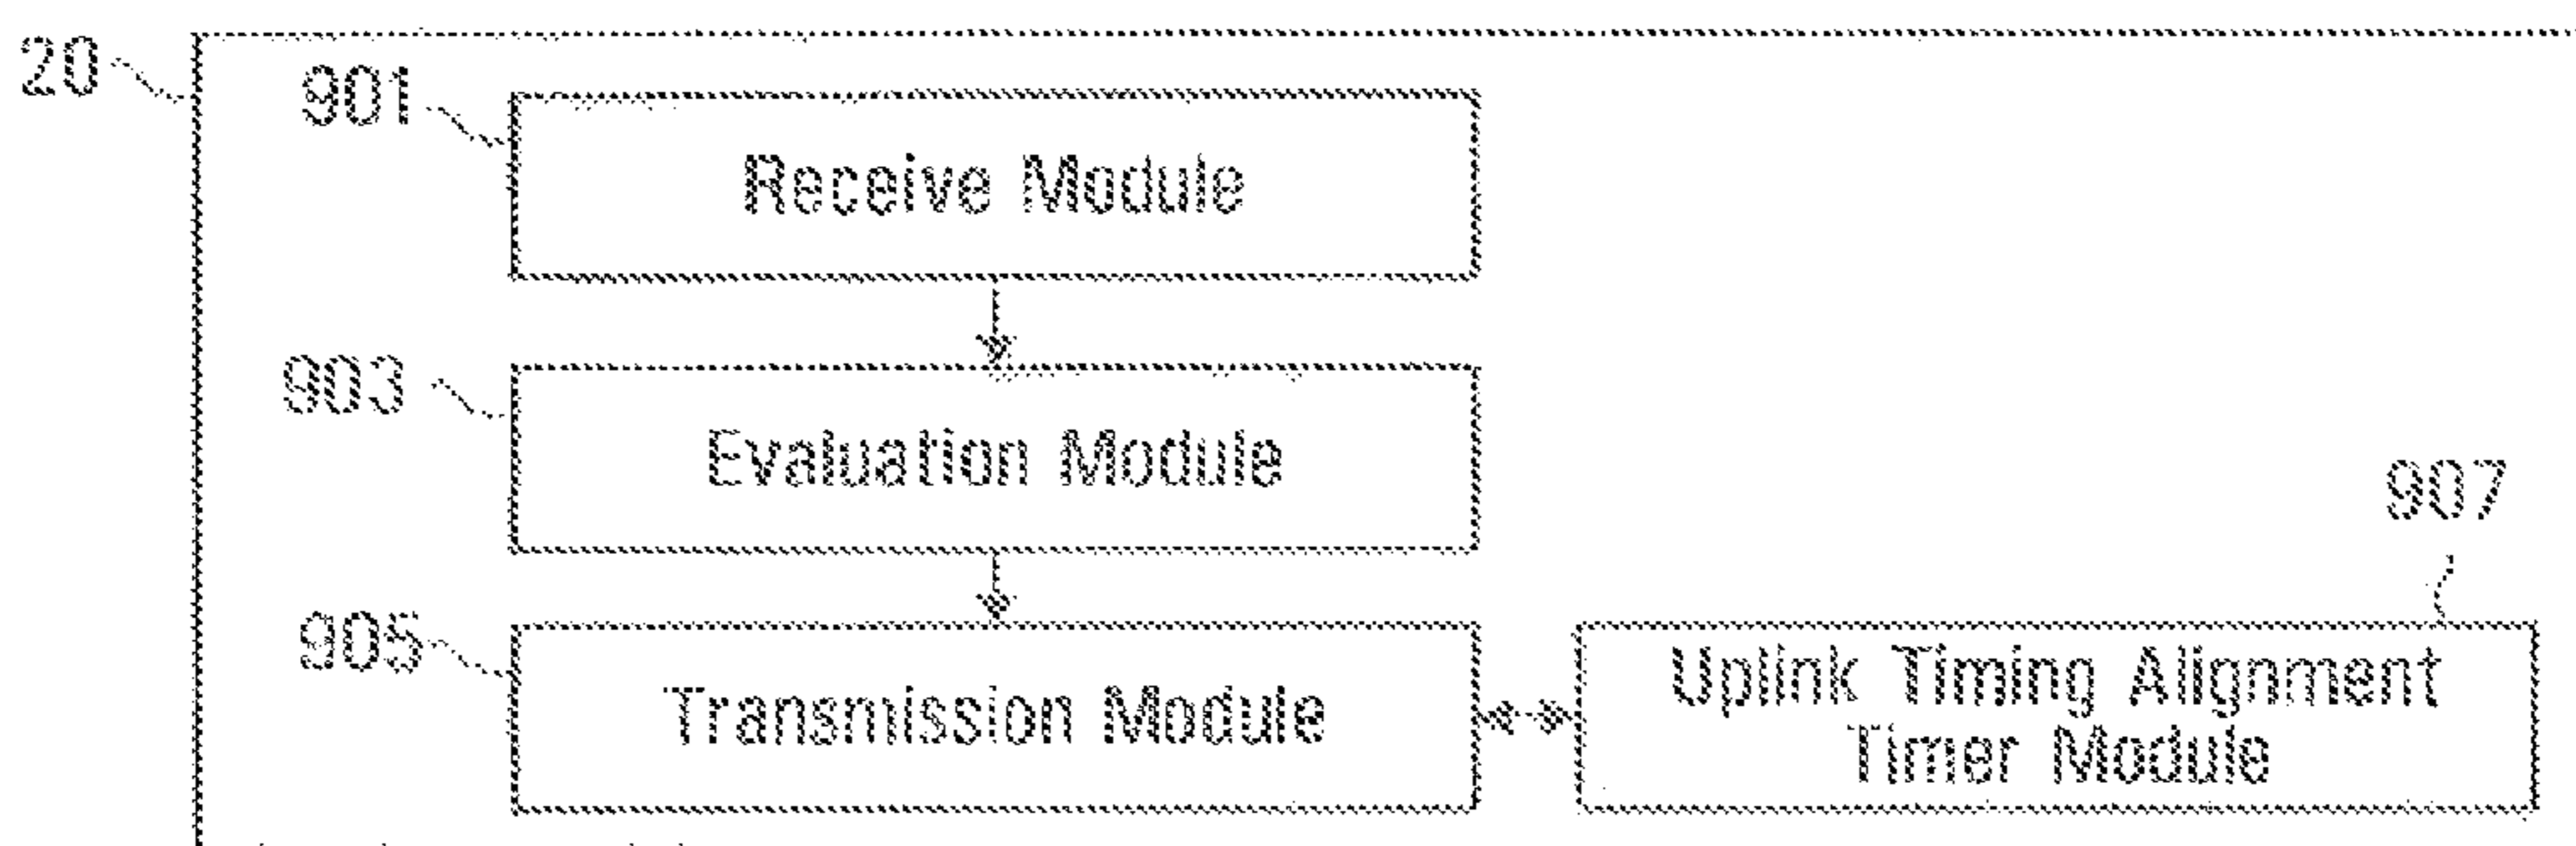 20
901
Receive Module
903
Evaluation Module
907
905
Transmission Module
Uplink Timing Alignment
Timer Module